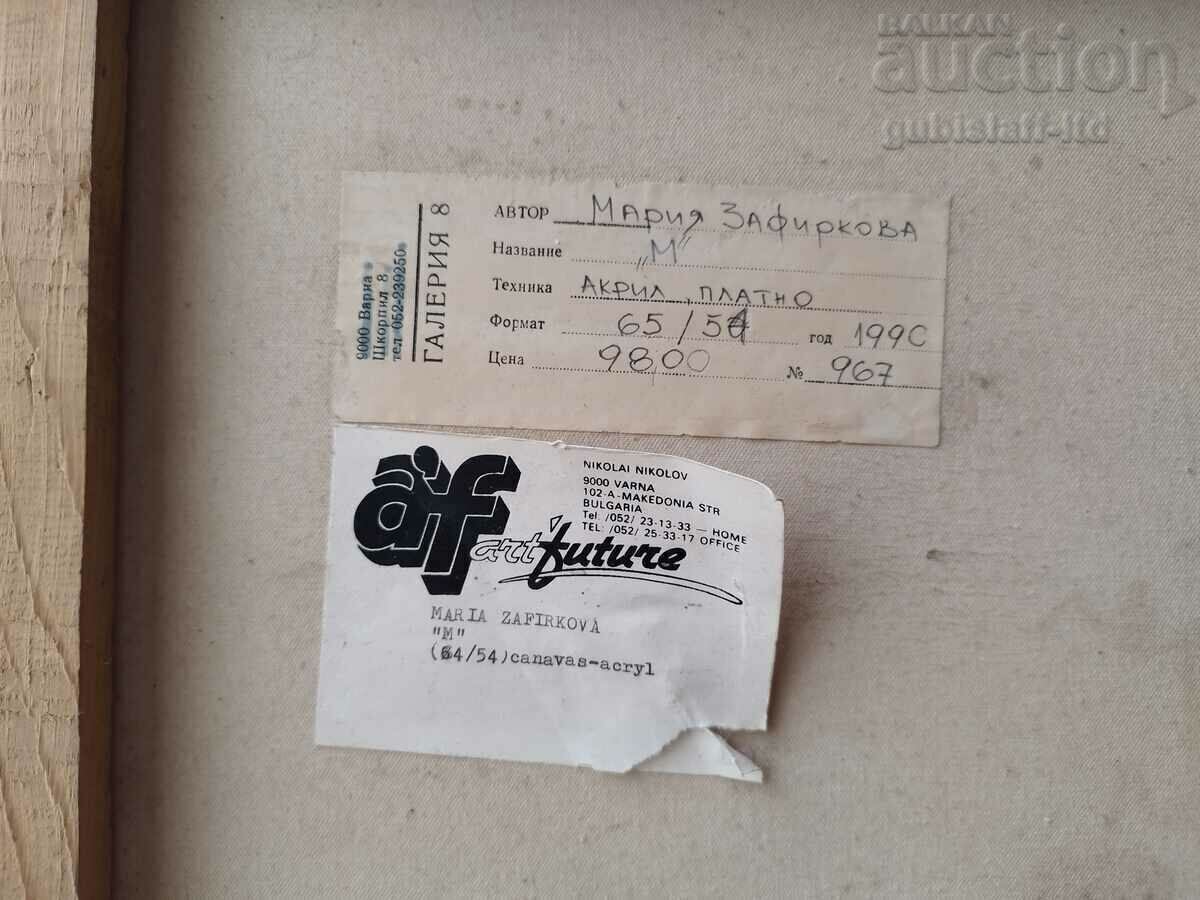 BALKAN
auction
gubislaff-ltd
9000 Варна
Шкорпил 8
тел 052-239250
ГАЛЕРИЯ 8
АВТОР Мария Зафиркова
Название „М“
Техника Акрил, платно
Формат 65/54 год 1990
Цена 98,00 № 967
a'f
art future
NIKOLAI NIKOLOV
9000 VARNA
102-A-MAKEDONIA STR
BULGARIA
Tel: /052/ 23-13-33 — HOME
TEL: /052/ 25-33-17 OFFICE
MARIA ZAFIRKOVA
"M"
(64/54)canavas-acryl